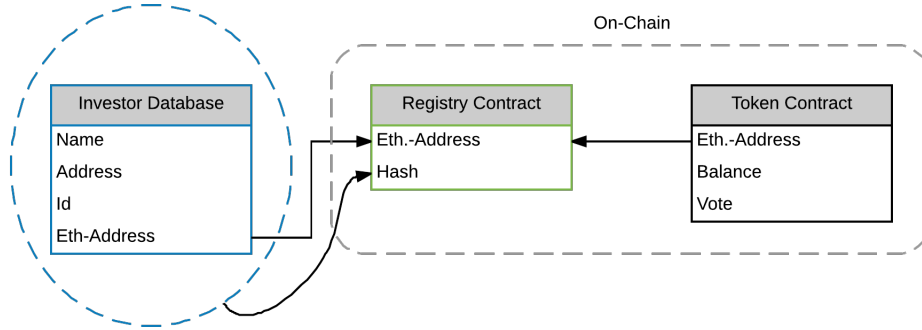 On-Chain
Investor Database
Name
Address
Id
Eth-Address
Registry Contract
Eth.-Address
Hash
Token Contract
Eth.-Address
Balance
Vote